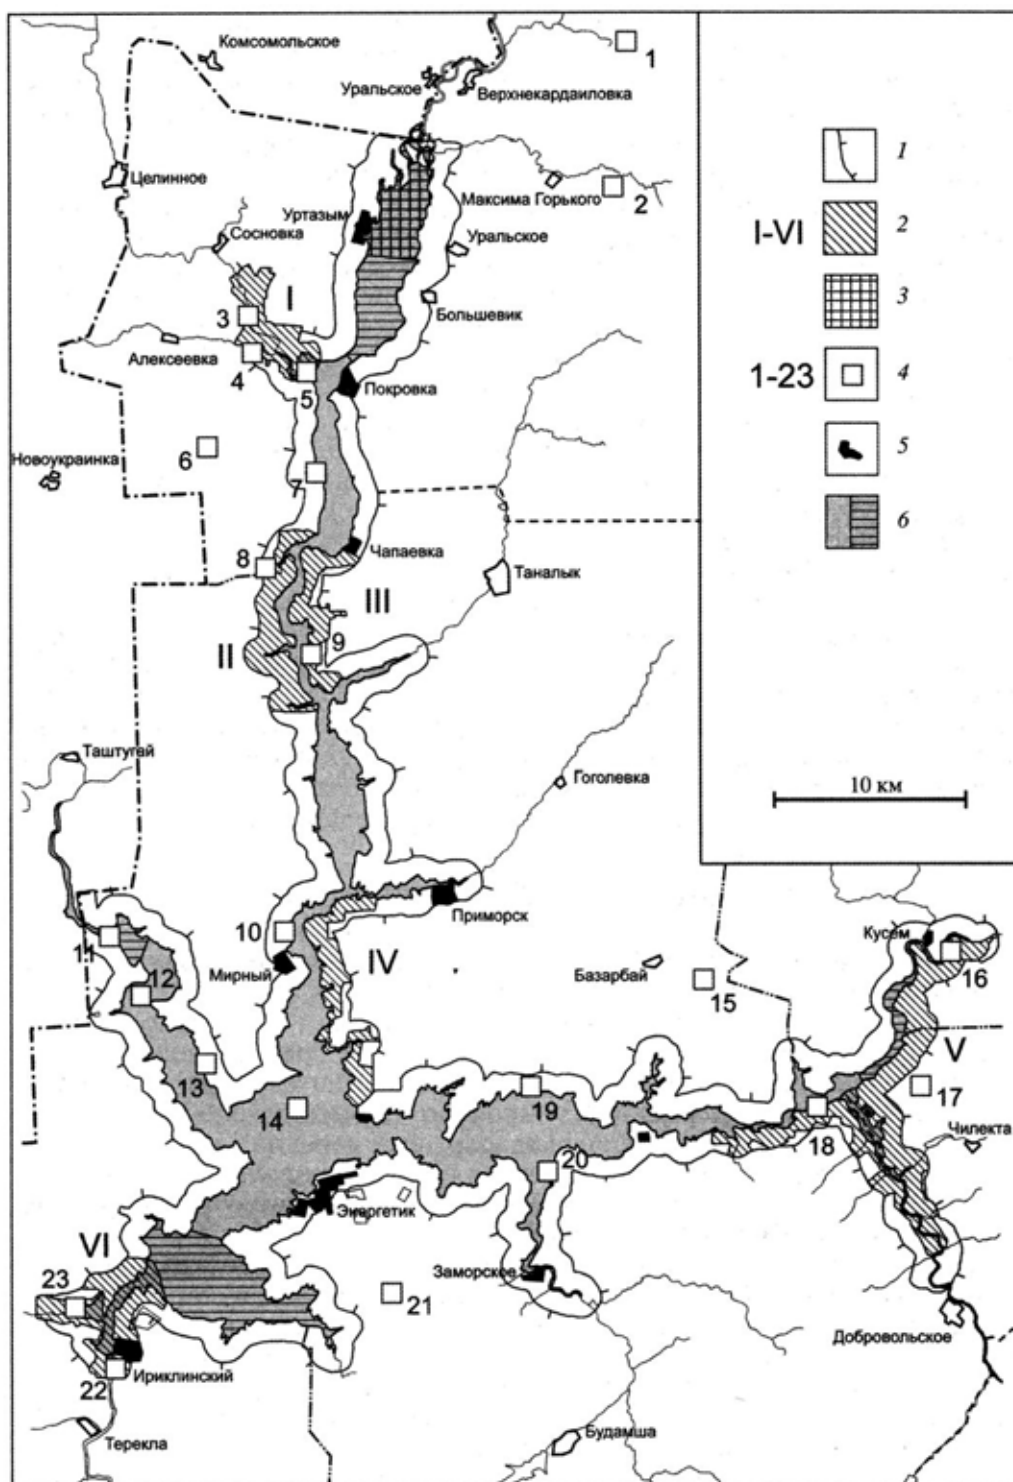 Комсомольское
1
Уральское
Верхнекардаиловка
Целинное
Максима Горького
2
Уртазым
Сосновка
Уральское
I
3
Большевик
Алексеевка
4
5
Покровка
6
Новоукраинка
7
Чапаевка
8
Таналык
III
9
II
Таштугай
Гоголевка
Приморск
10
11
Мирный
IV
Базарбай
Кусем
12
15
16
13
V
14
19
17
18
Чилекта
20
Энергетик
VI
Заморское
23
21
Добровольское
Ириклинский
22
Терекла
Будамша
1
I-VI
2
3
1-23
4
5
6
10 км